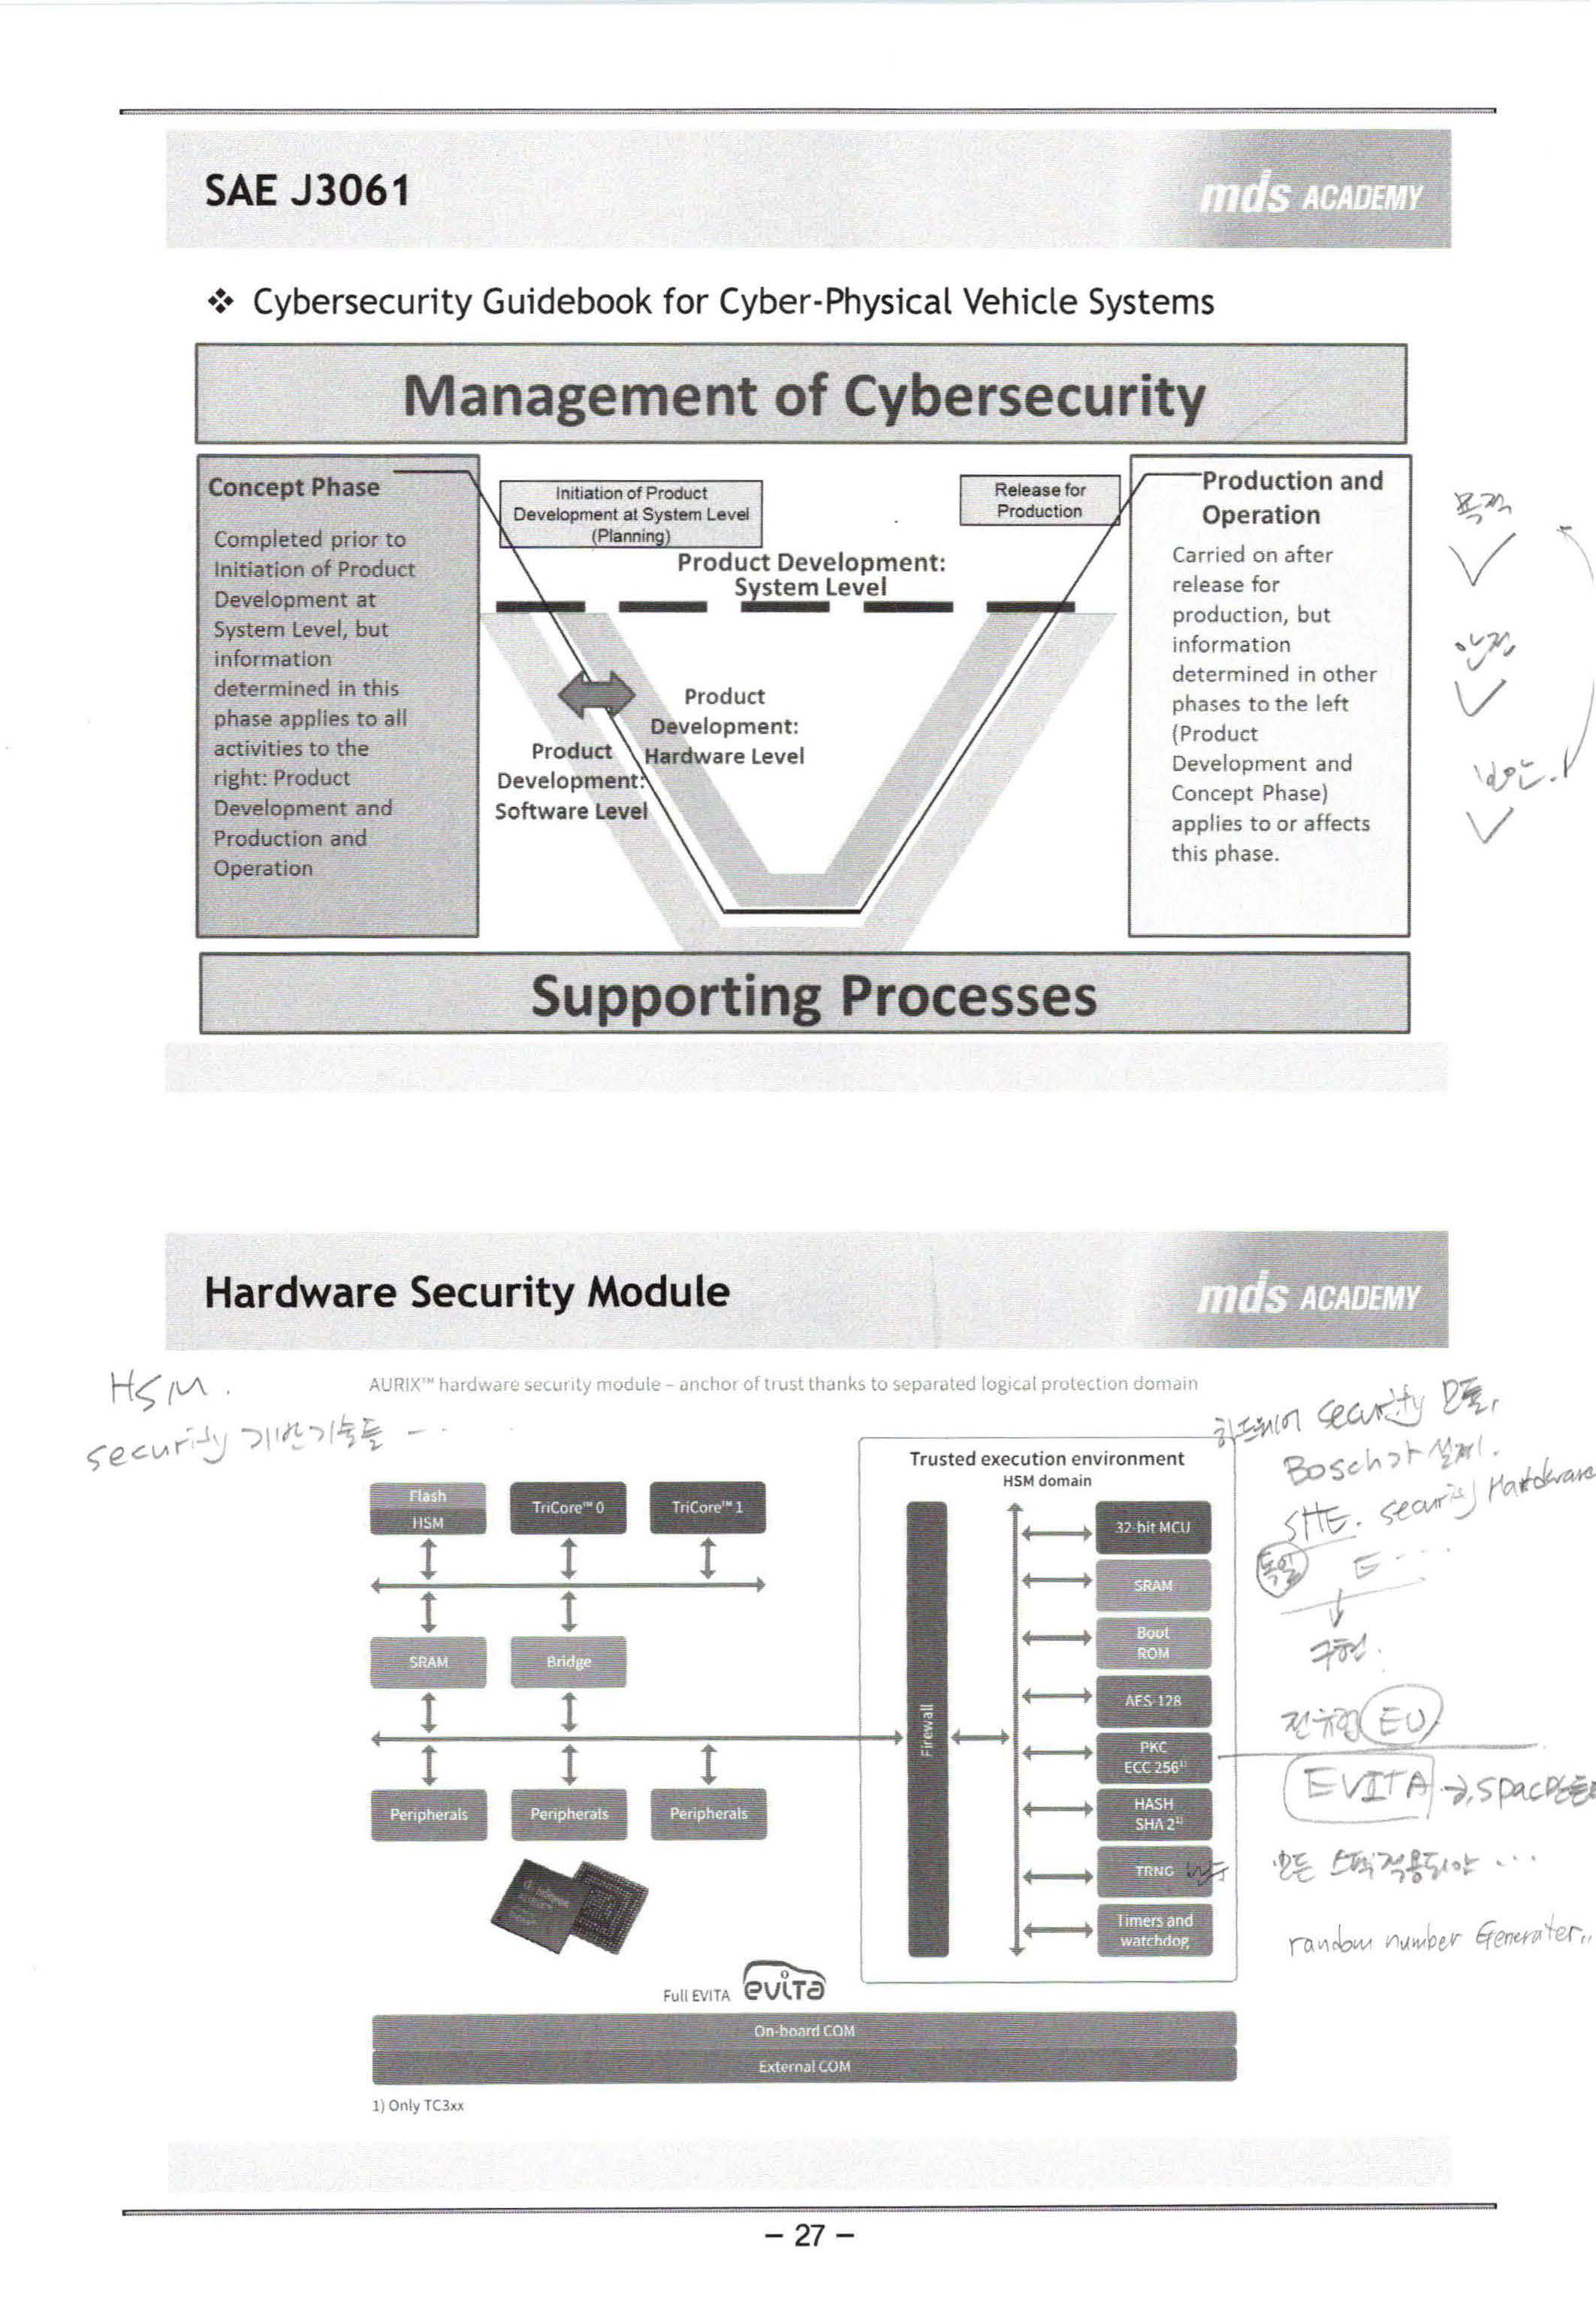 SAE J3061
mds ACADEMY
❖ Cybersecurity Guidebook for Cyber-Physical Vehicle Systems
Management of Cybersecurity
Concept Phase
Completed prior to
Initiation of Product
Development at
System Level, but
information
determined in this
phase applies to all
activities to the
right: Product
Development and
Production and
Operation
Initiation of Product
Development at System Level
(Planning)
Release for
Production
Product Development:
System Level
Product
Development:
Hardware Level
Product
Development:
Software Level
Production and
Operation
Carried on after
release for
production, but
information
determined in other
phases to the left
(Product
Development and
Concept Phase)
applies to or affects
this phase.
목적
안전
보안.
Supporting Processes
Hardware Security Module
mds ACADEMY
HSM.
security 기반기술들 - -
AURIX™ hardware security module – anchor of trust thanks to separated logical protection domain
하드웨어 security 모듈,
Bosch가 설계.
SHE. security Hardware
독일 E ....
구현.
전유럽 EU
EVITA
모든 스펙적용되야 ...
random number Generater,,
Flash
HSM
TriCore™ 0
TriCore™ 1
SRAM
Bridge
Peripherals
Peripherals
Peripherals
Trusted execution environment
HSM domain
Firewall
32-bit MCU
SRAM
Boot
ROM
AES-128
PKC
ECC 256¹⁾
HASH
SHA 2¹⁾
TRNG
Timers and
watchdog
Full EVITA evita
On-board COM
External COM
1) Only TC3xx
– 27 –